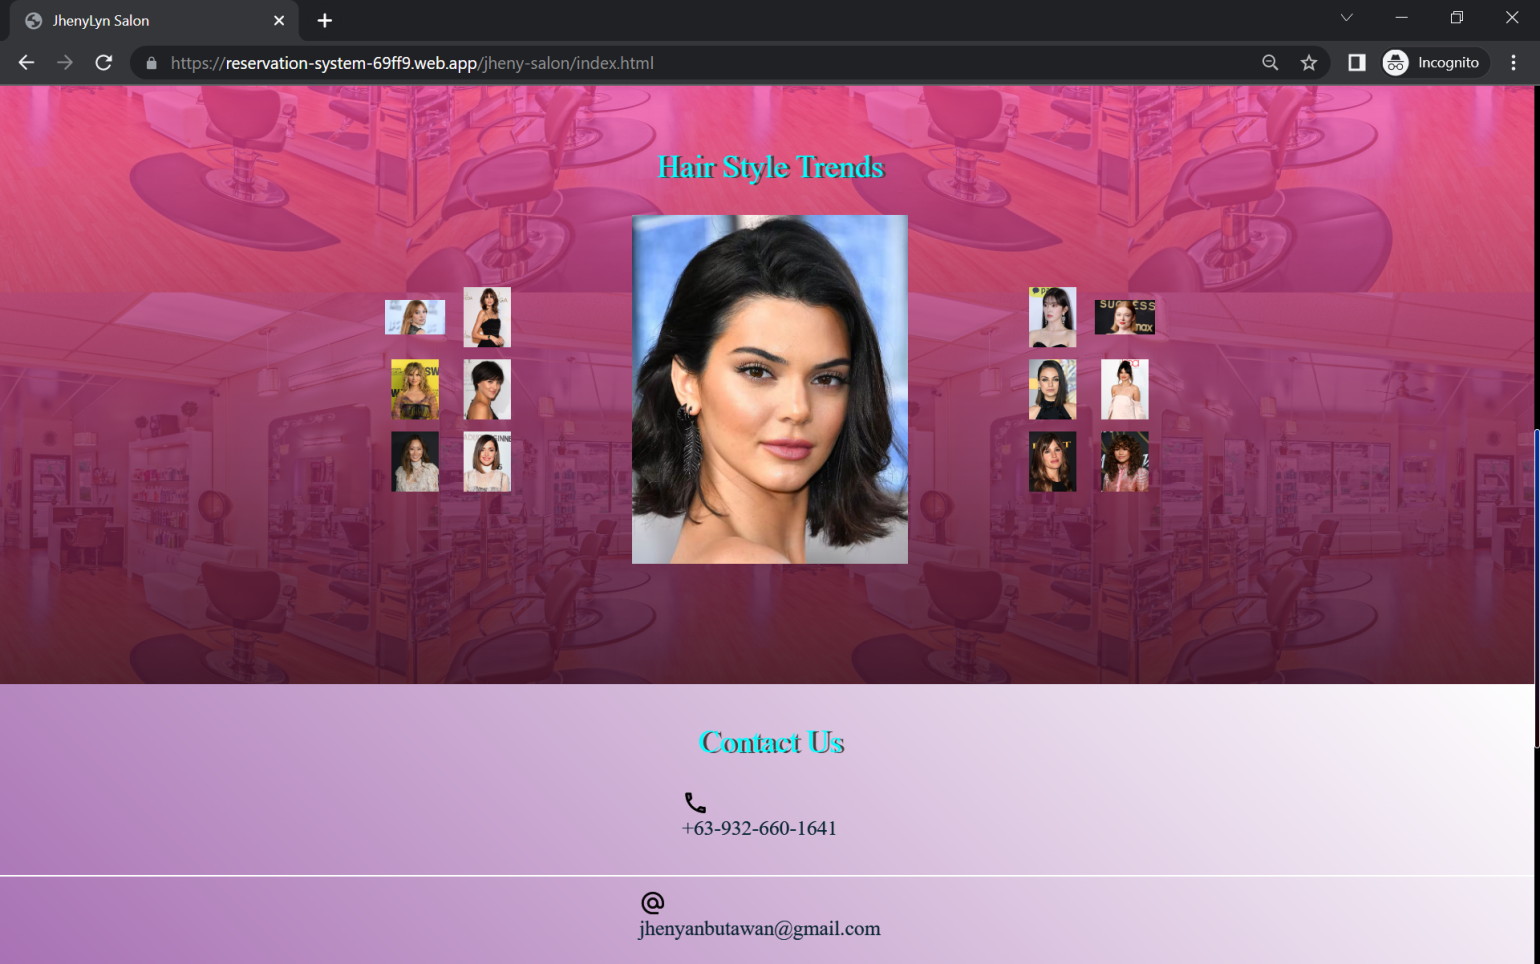 JhenyLyn Salon
https://reservation-system-69ff9.web.app/jheny-salon/index.html
Incognito
Hair Style Trends
SUCCESS
Contact Us
+63-932-660-1641
jhenyanbutawan@gmail.com